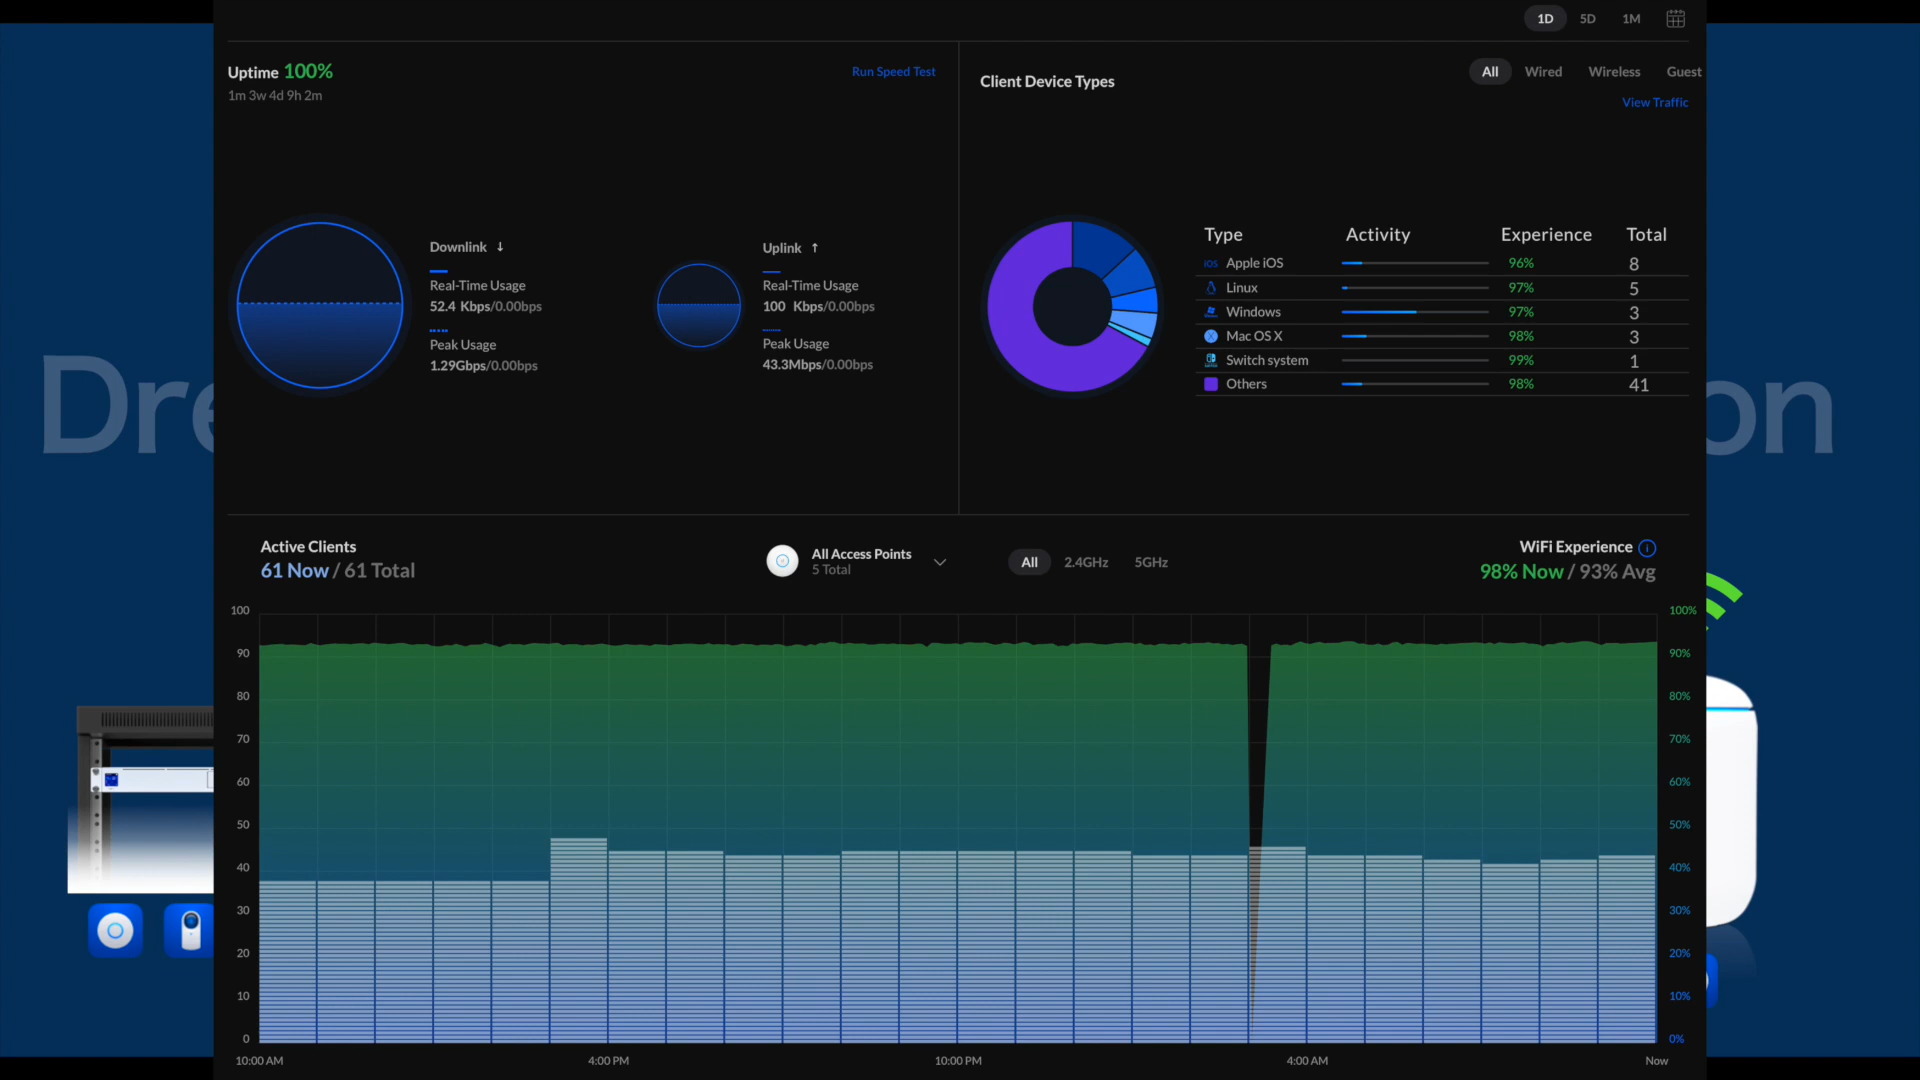 1D 5D 1M
Uptime 100%
1m 3w 4d 9h 2m
Run Speed Test
Client Device Types
All Wired Wireless Guest
View Traffic
Downlink ↓
Real-Time Usage
52.4 Kbps/0.00bps
Peak Usage
1.29Gbps/0.00bps
Uplink ↑
Real-Time Usage
100 Kbps/0.00bps
Peak Usage
43.3Mbps/0.00bps
Type Activity Experience Total
iOS Apple iOS 96% 8
Linux 97% 5
Windows 97% 3
Mac OS X 98% 3
Switch system 99% 1
Others 98% 41
Dre
on
Active Clients
61 Now / 61 Total
All Access Points
5 Total
All 2.4GHz 5GHz
WiFi Experience i
98% Now / 93% Avg
100 100%
90 90%
80 80%
70 70%
60 60%
50 50%
40 40%
30 30%
20 20%
10 10%
0 0%
10:00 AM 4:00 PM 10:00 PM 4:00 AM Now